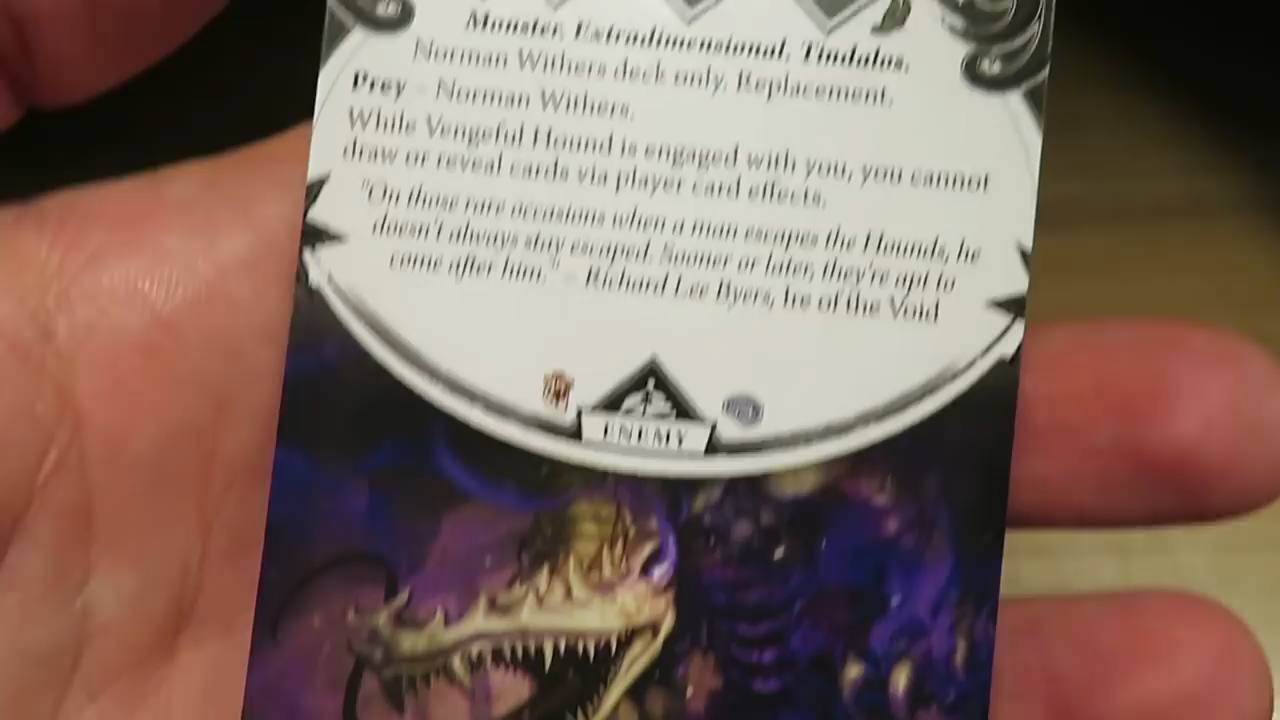 Monster. Extradimensional. Tindalos.
Norman Withers deck only. Replacement.
Prey – Norman Withers.
While Vengeful Hound is engaged with you, you cannot
draw or reveal cards via player card effects.
"On those rare occasions when a man escapes the Hounds, he
doesn't always stay escaped. Sooner or later, they're apt to
come after him." – Richard Lee Byers, Ire of the Void
ENEMY